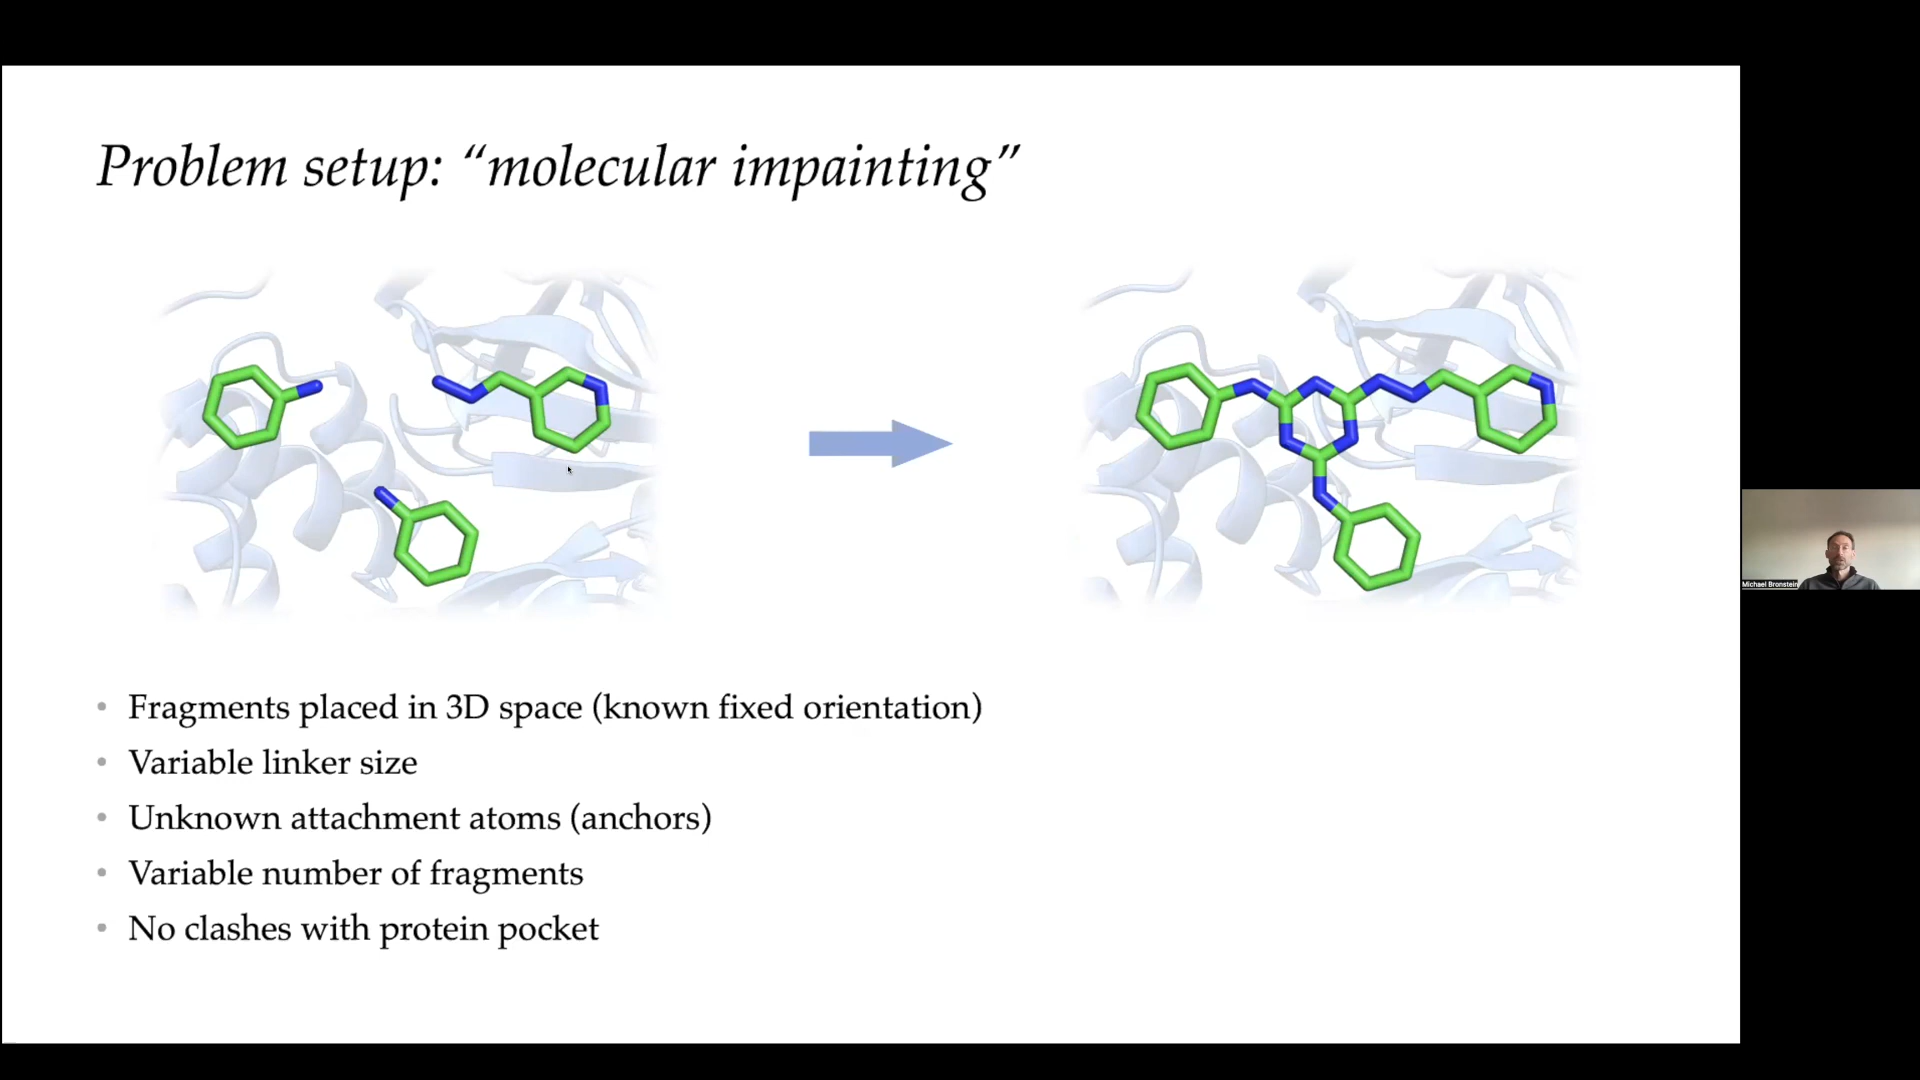 Problem setup: “molecular impainting”
Fragments placed in 3D space (known fixed orientation)
Variable linker size
Unknown attachment atoms (anchors)
Variable number of fragments
No clashes with protein pocket
Michael Bronstein